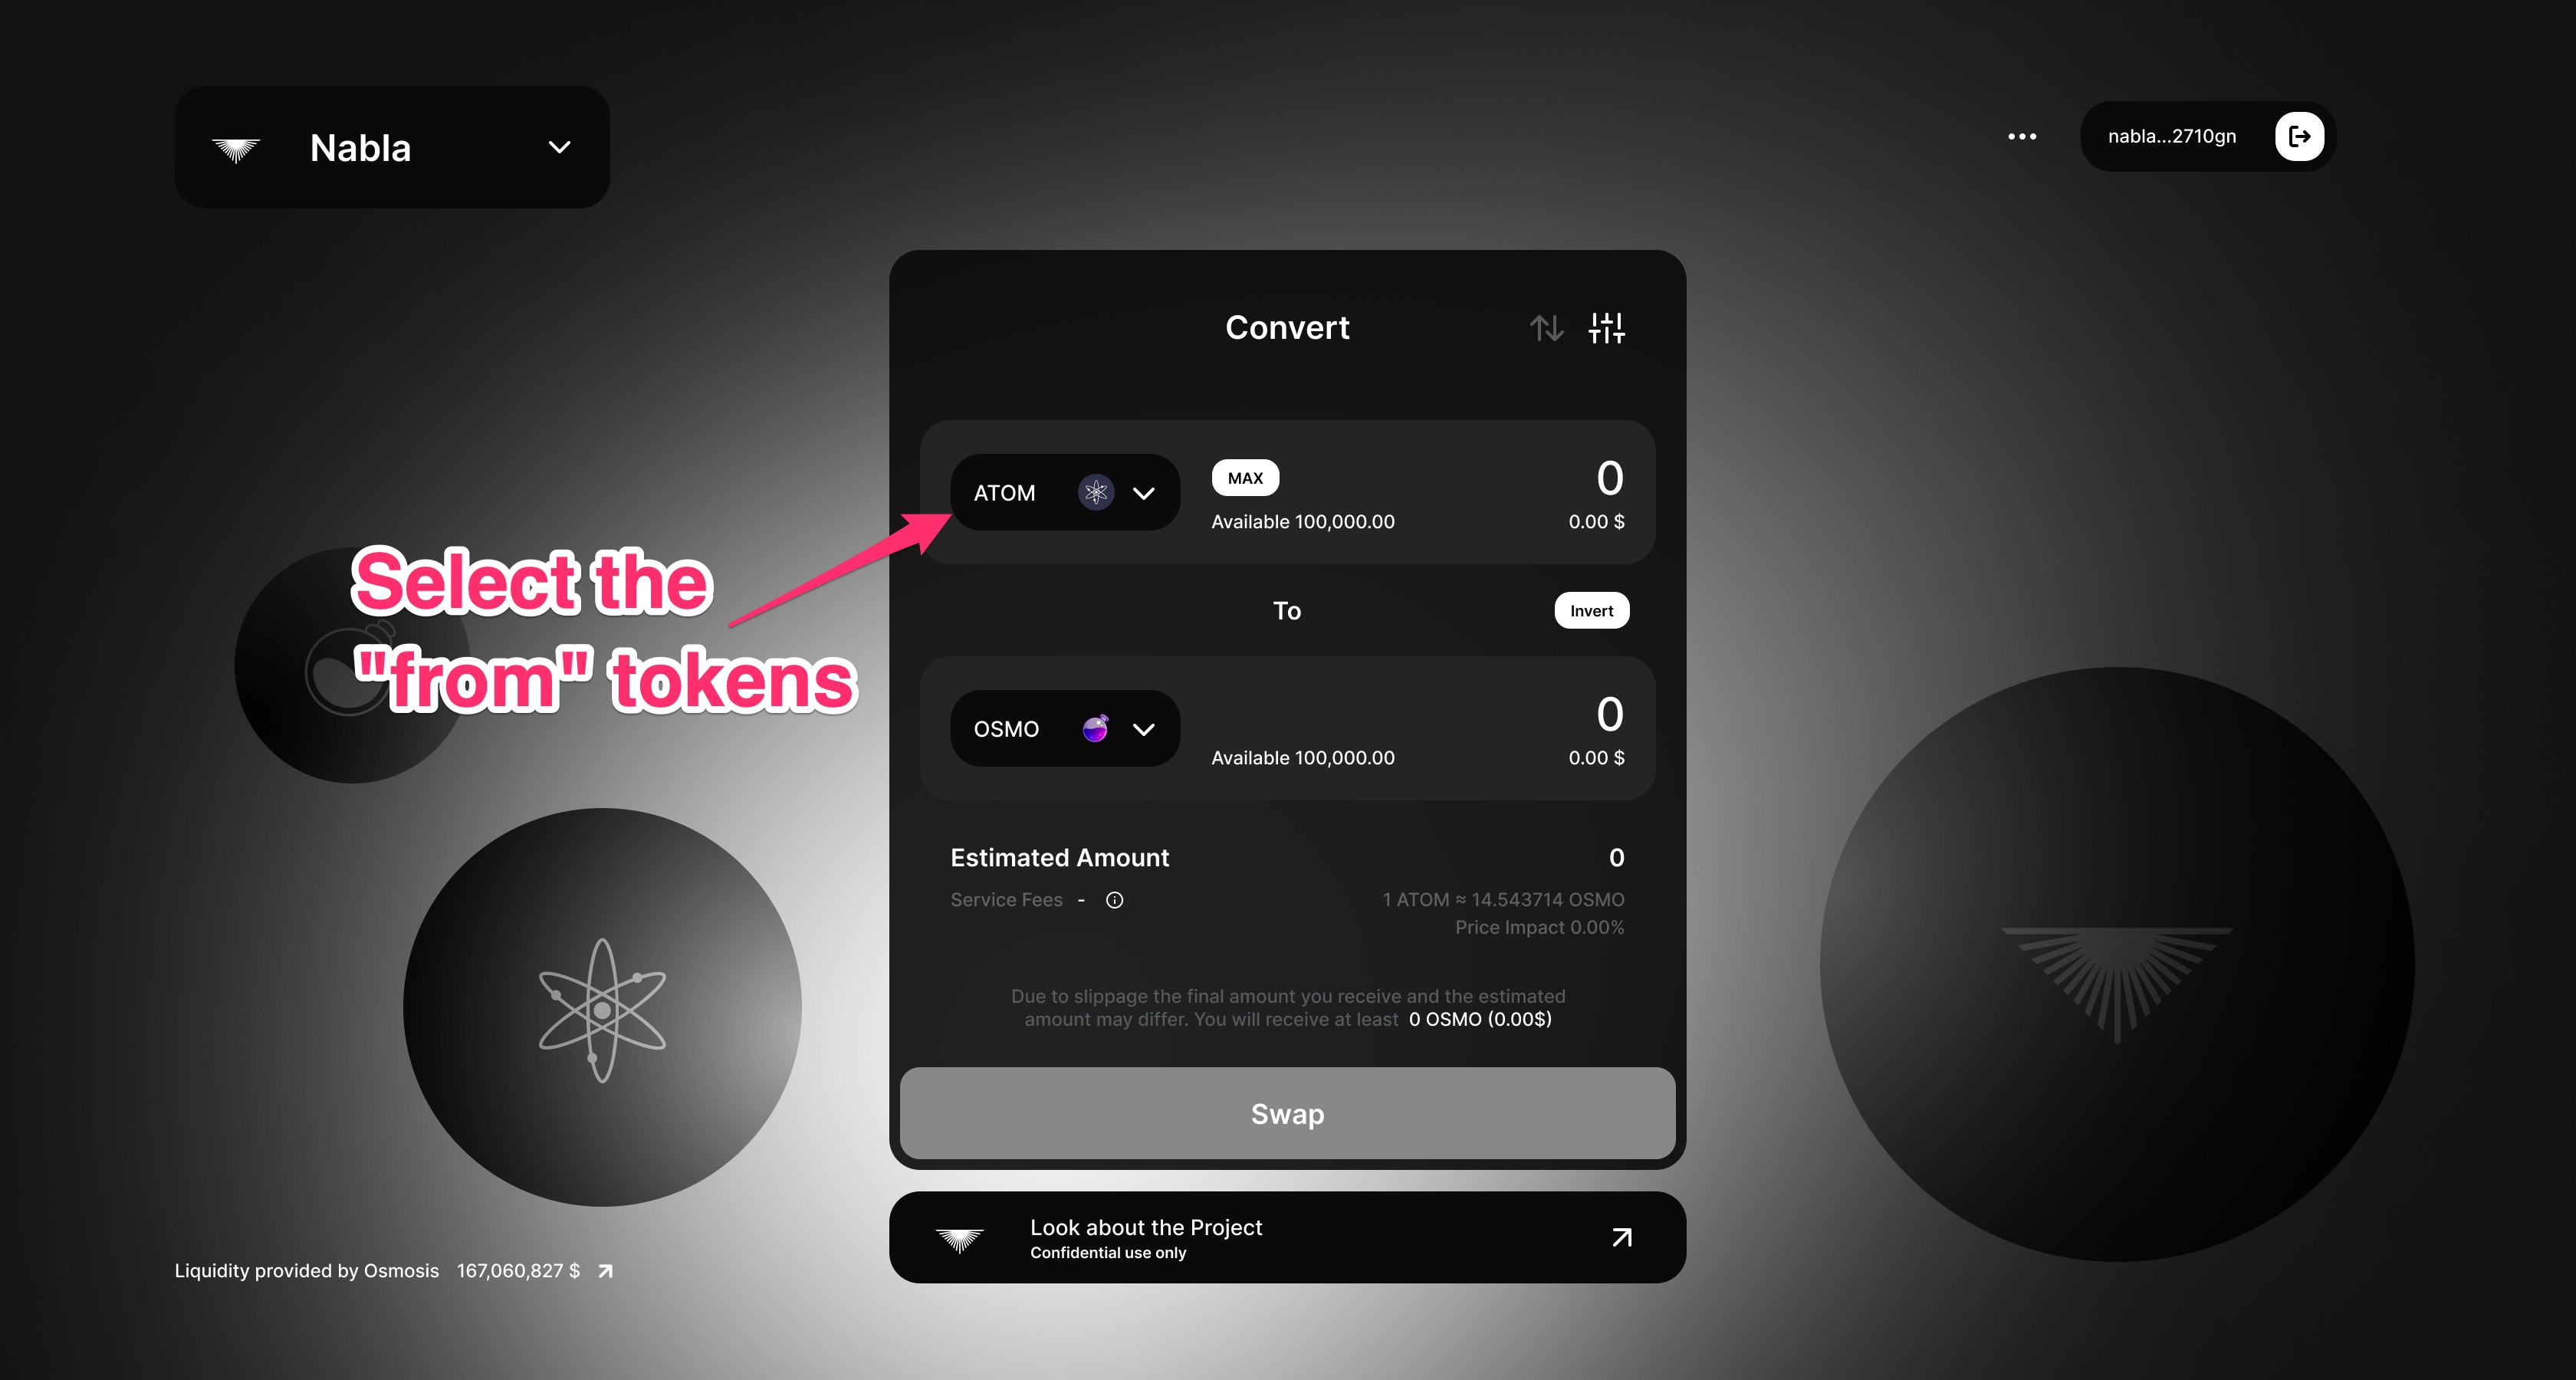 Nabla
nabla...2710gn
Convert
ATOM
MAX
0
Available 100,000.00
0.00 $
Select the
"from" tokens
To
Invert
OSMO
0
Available 100,000.00
0.00 $
Estimated Amount
0
Service Fees -
1 ATOM ≈ 14.543714 OSMO
Price Impact 0.00%
Due to slippage the final amount you receive and the estimated
amount may differ. You will receive at least 0 OSMO (0.00$)
Swap
Look about the Project
Confidential use only
Liquidity provided by Osmosis 167,060,827 $